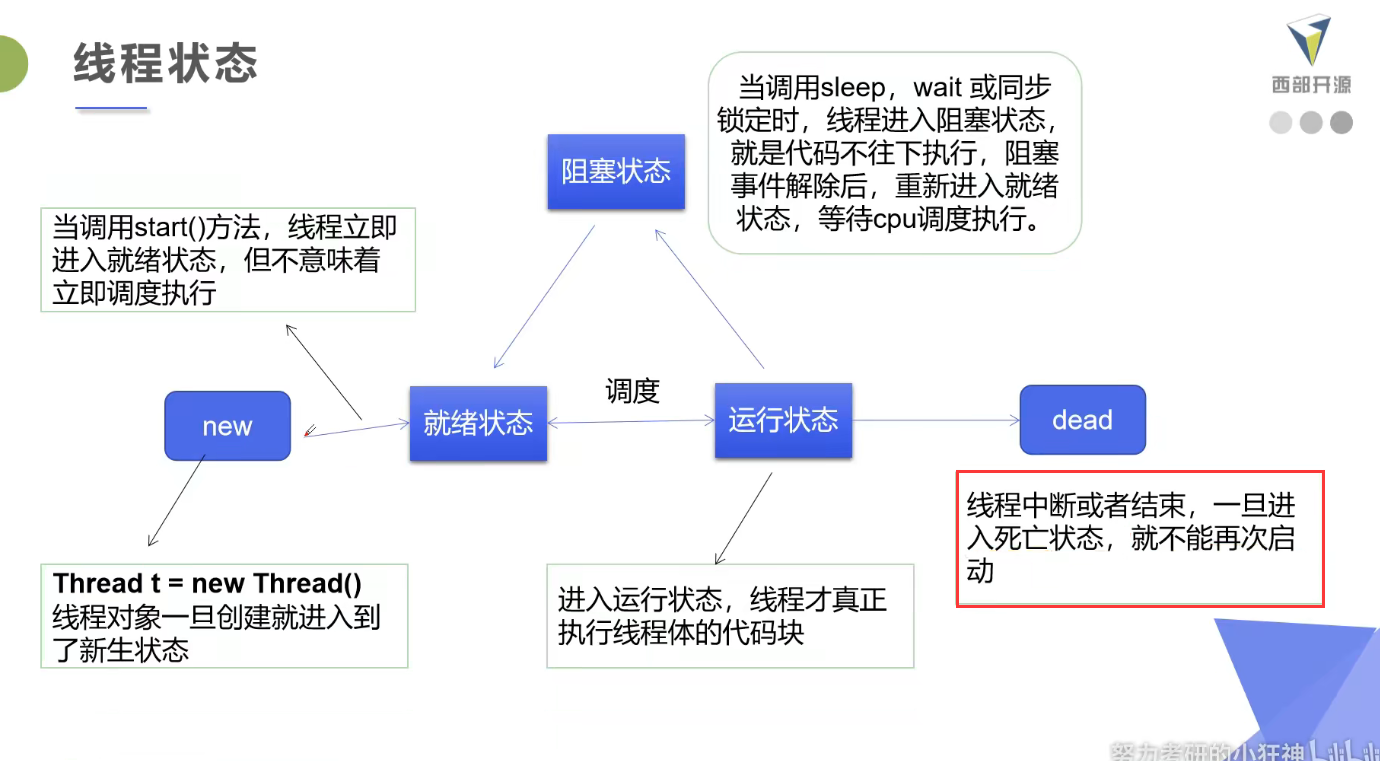 线程状态
西部开源
当调用sleep，wait 或同步
锁定时，线程进入阻塞状态，
就是代码不往下执行，阻塞
事件解除后，重新进入就绪
状态，等待cpu调度执行。
阻塞状态
当调用start()方法，线程立即
进入就绪状态，但不意味着
立即调度执行
调度
new
就绪状态
运行状态
dead
线程中断或者结束，一旦进
入死亡状态，就不能再次启
动
Thread t = new Thread()
线程对象一旦创建就进入到
了新生状态
进入运行状态，线程才真正
执行线程体的代码块
努力考研的小狂神 bilibili